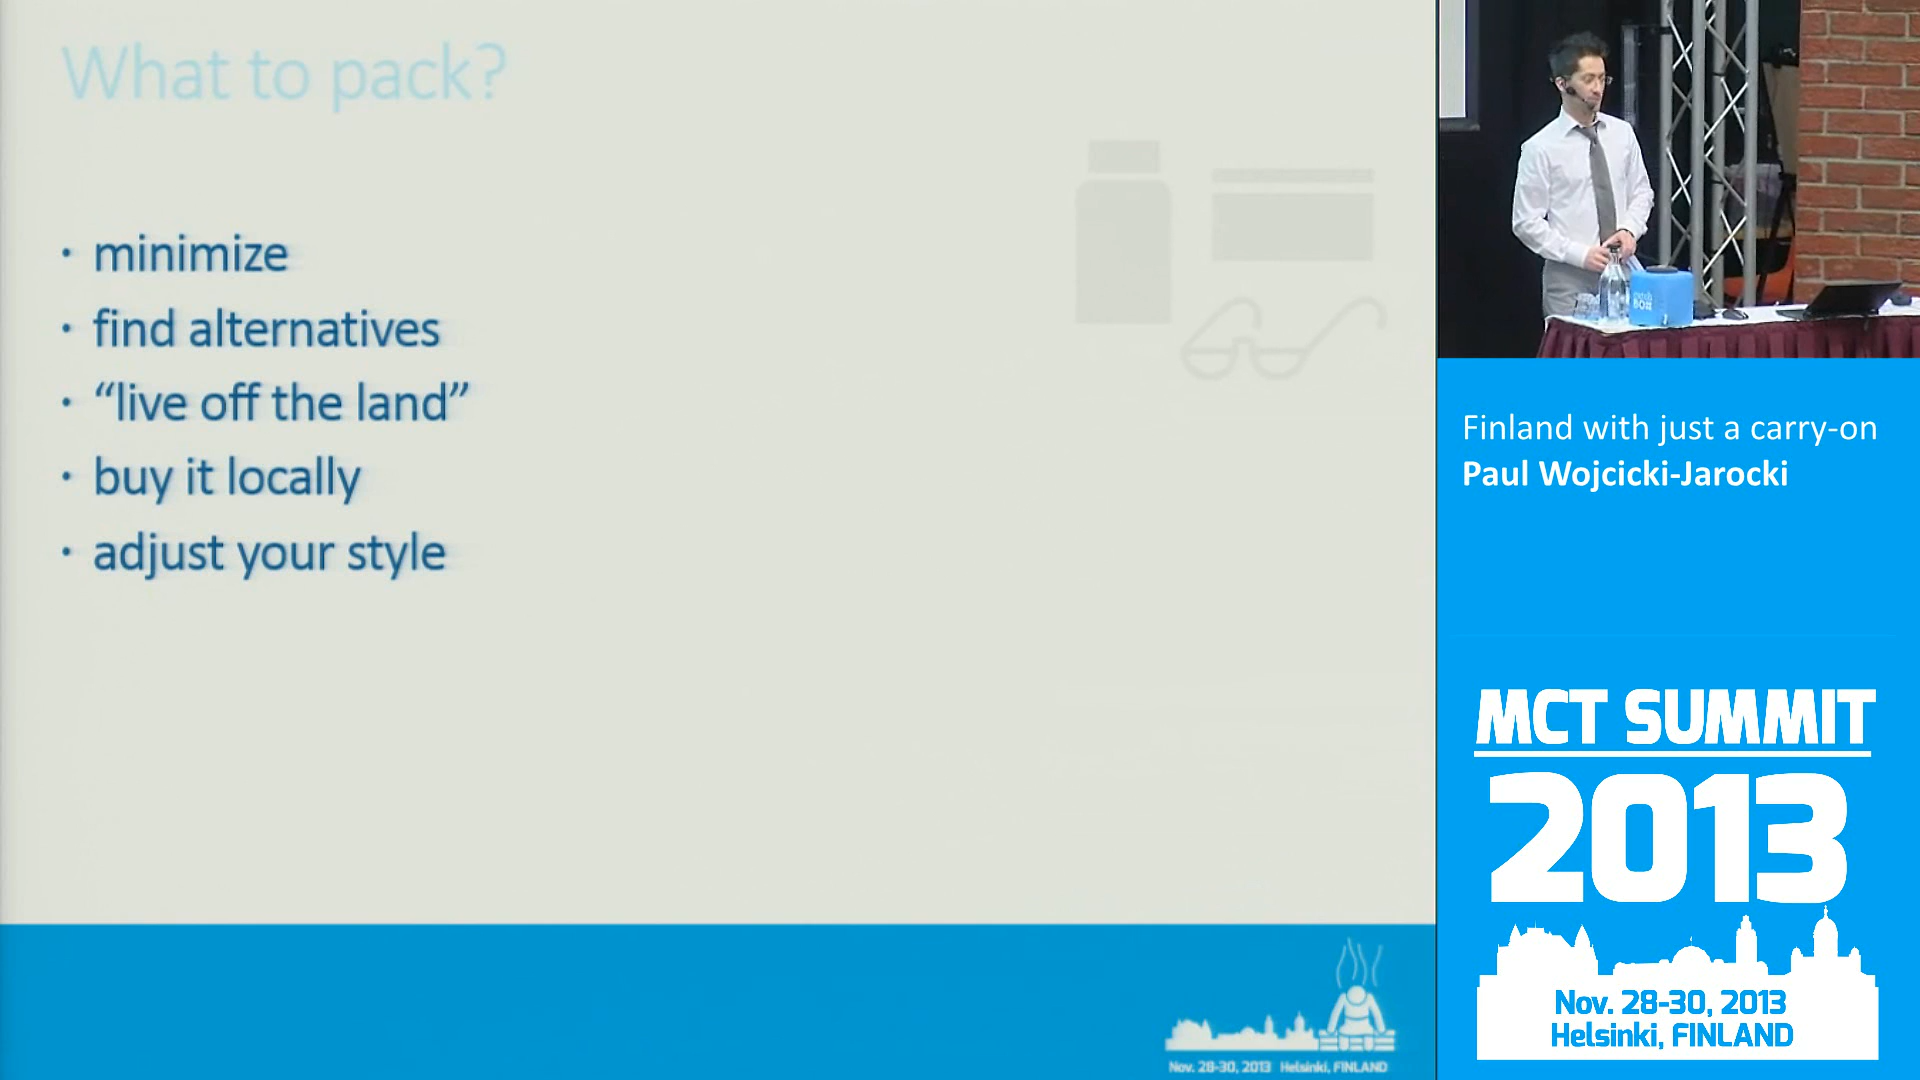 What to pack?
· minimize
· find alternatives
· “live off the land”
· buy it locally
· adjust your style
Nov. 28-30, 2013 Helsinki, FINLAND
BOX
Finland with just a carry-on
Paul Wojcicki-Jarocki
MCT SUMMIT
2013
Nov. 28-30, 2013
Helsinki, FINLAND